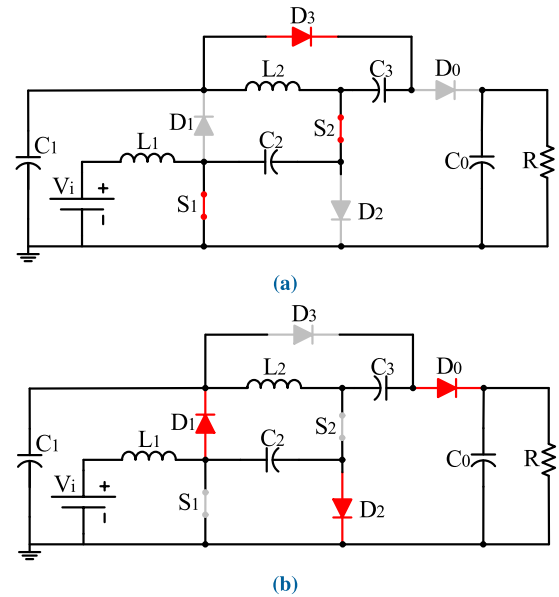 D3
L2
C3
D0
D1
S2
C1
L1
C2
C0
R
Vi
+
S1
D2
(a)
D3
L2
C3
D0
D1
S2
C1
L1
C2
C0
R
Vi
+
S1
D2
(b)